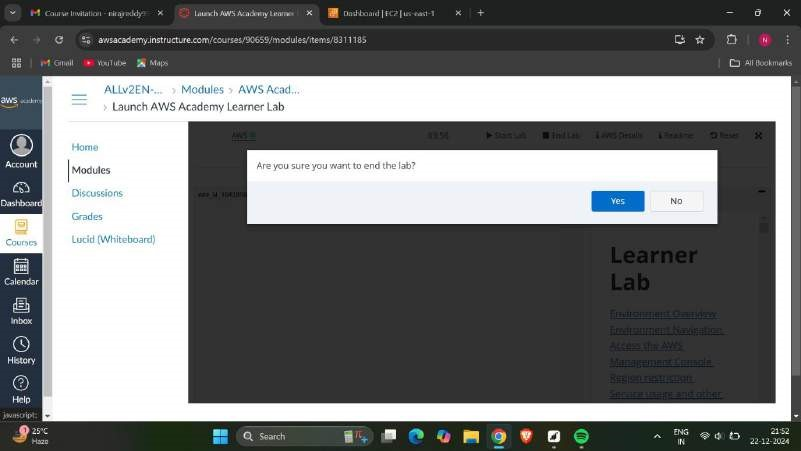 Course Invitation - nirajreddy9
Launch AWS Academy Learner
Dashboard | EC2 | us-east-1
awsacademy.instructure.com/courses/90659/modules/items/8311185
N
Gmail
YouTube
Maps
All Bookmarks
aws academy
Account
Dashboard
Courses
Calendar
Inbox
History
Help
ALLv2EN-... > Modules > AWS Acad...
> Launch AWS Academy Learner Lab
Home
Modules
Discussions
Grades
Lucid (Whiteboard)
AWS
Start Lab
End Lab
AWS Details
Readme
Reset
Are you sure you want to end the lab?
Yes
No
Learner
Lab
Environment Overview
Environment Navigation
Access the AWS
Management Console
Region restriction
Service usage and other
javascript:
1
25°C
Haze
Search
ENG
IN
21:52
22-12-2024